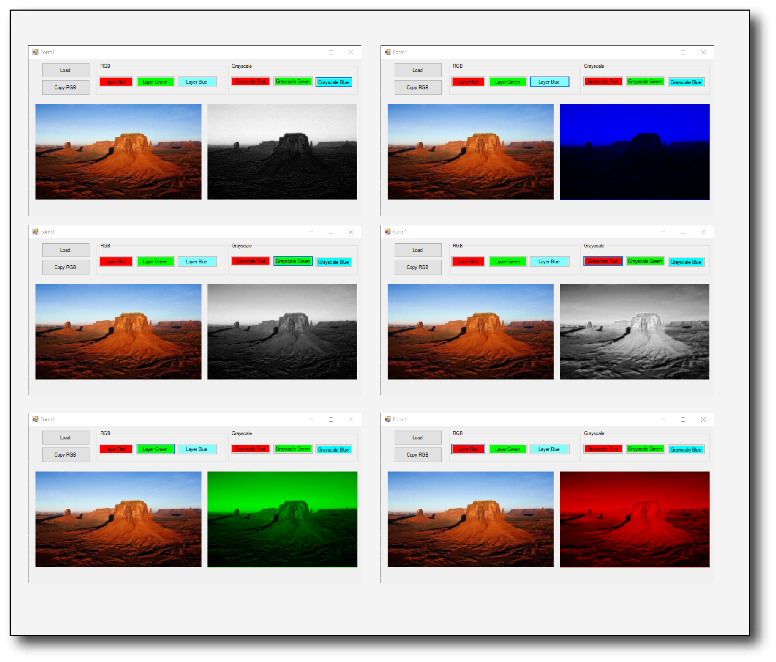 Form1
Form1
Load
RGB
Grayscale
Layer Red
Layer Green
Layer Blue
Grayscale Red
Grayscale Green
Grayscale Blue
Copy RGB
Load
RGB
Grayscale
Layer Red
Layer Green
Layer Blue
Grayscale Red
Grayscale Green
Grayscale Blue
Copy RGB
Form1
Form1
Load
RGB
Grayscale
Layer Red
Layer Green
Layer Blue
Grayscale Red
Grayscale Green
Grayscale Blue
Copy RGB
Load
RGB
Grayscale
Layer Red
Layer Green
Layer Blue
Grayscale Red
Grayscale Green
Grayscale Blue
Copy RGB
Form1
Form1
Load
RGB
Grayscale
Layer Red
Layer Green
Layer Blue
Grayscale Red
Grayscale Green
Grayscale Blue
Copy RGB
Load
RGB
Grayscale
Layer Red
Layer Green
Layer Blue
Grayscale Red
Grayscale Green
Grayscale Blue
Copy RGB